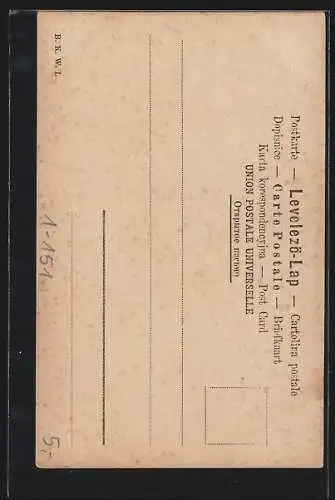 Postkarte — Levelező-Lap — Cartolina postale
Dopisnice — Carte Postale — Briefkaart
Karta korespondencyjna — Post Card
UNION POSTALE UNIVERSELLE
Открытое письмо
B. K. W. I.
1-151.
5,-